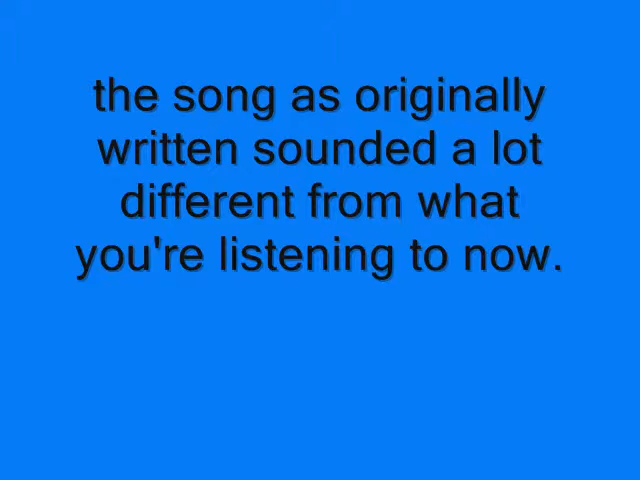 the song as originally
written sounded a lot
different from what
you're listening to now.